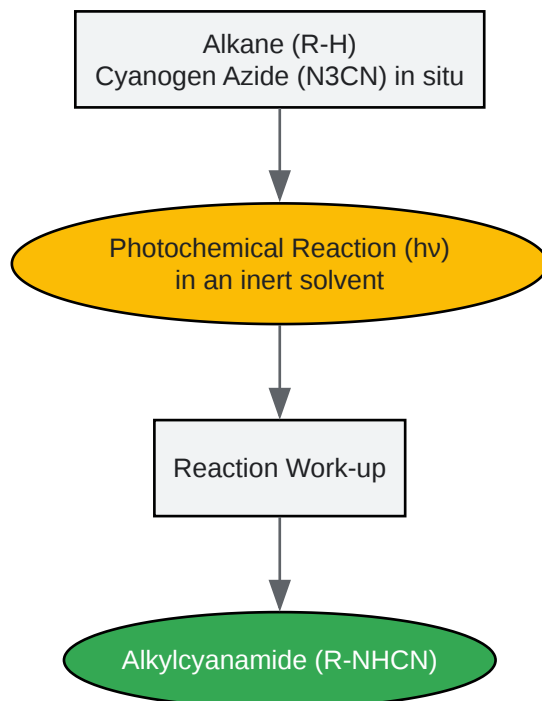 Alkane (R-H)
Cyanogen Azide (N3CN) in situ
Photochemical Reaction (hν)
in an inert solvent
Reaction Work-up
Alkylcyanamide (R-NHCN)